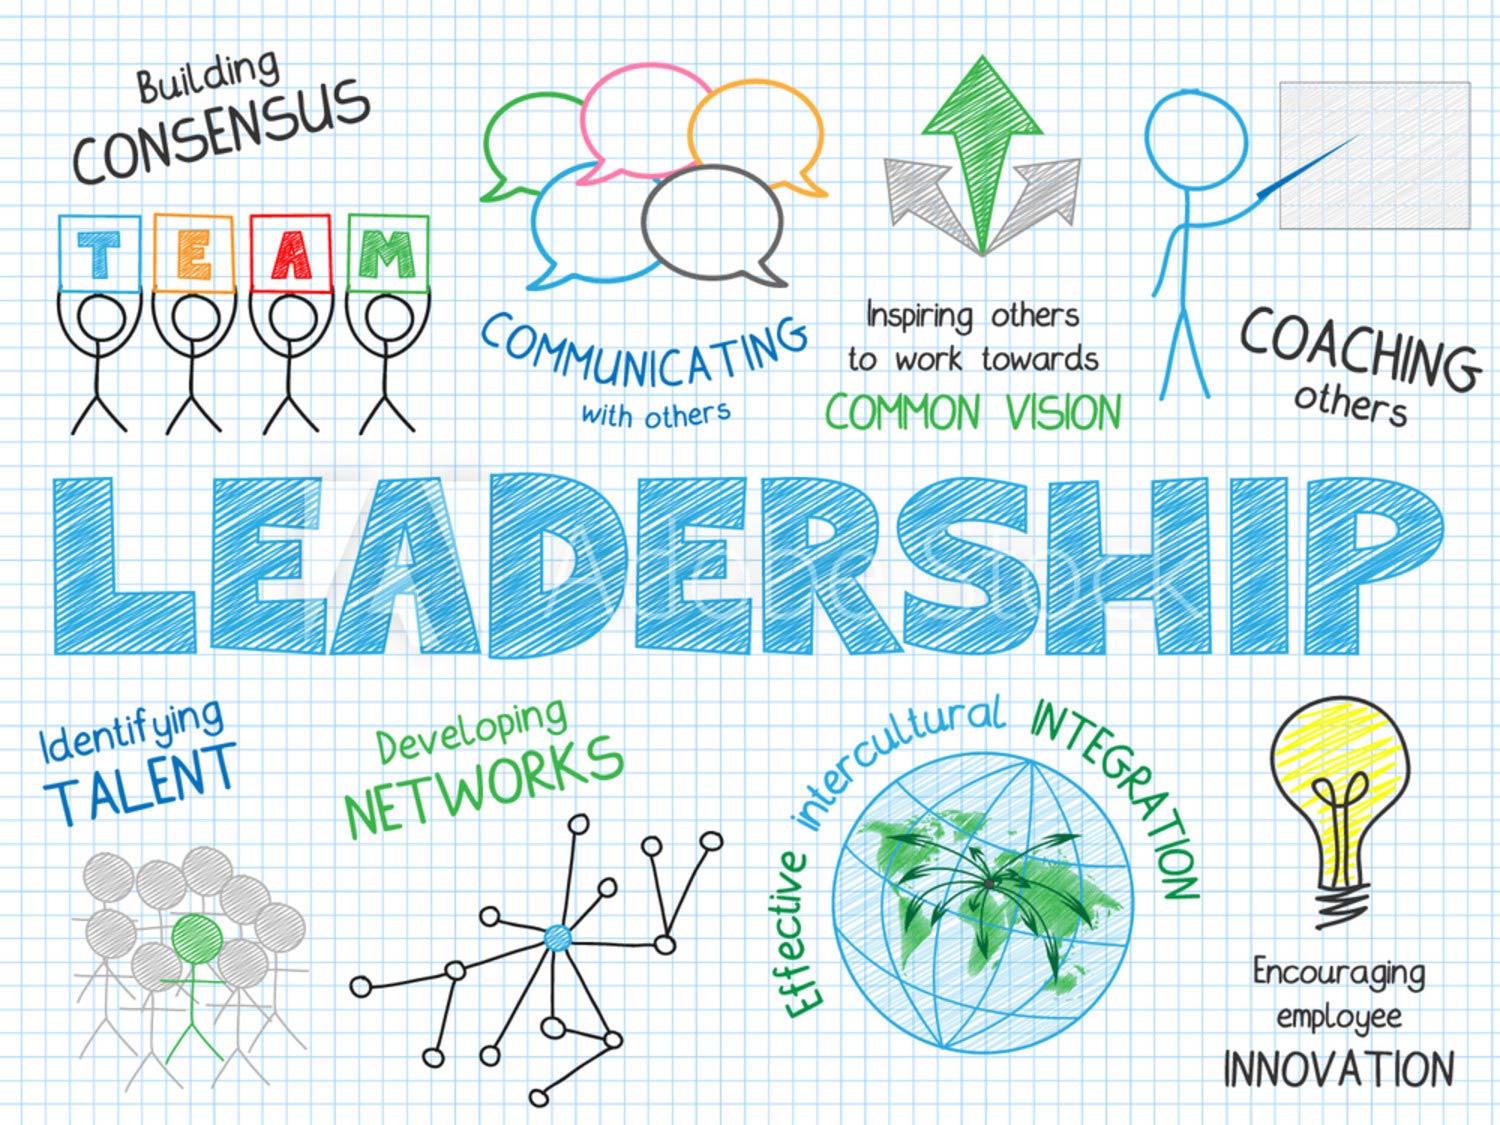 Building
CONSENSUS
TEAM
COMMUNICATING
with others
Inspiring others
to work towards
COMMON VISION
COACHING
others
LEADERSHIP
Adobe Stock
Identifying
TALENT
Developing
NETWORKS
Effective intercultural INTEGRATION
Encouraging
employee
INNOVATION